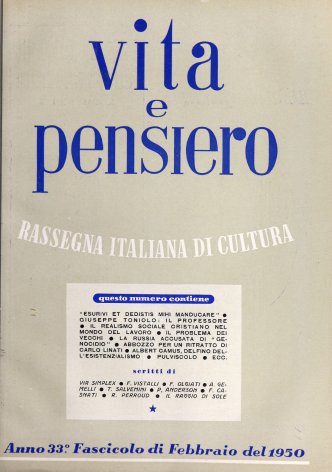 vita
e
pensiero
RASSEGNA ITALIANA DI CULTURA
questo numero contiene
"ESURIVI ET DEDISTIS MIHI MANDUCARE" ●
GIUSEPPE TONIOLO: IL PROFESSORE
● IL REALISMO SOCIALE CRISTIANO NEL
MONDO DEL LAVORO ● IL PROBLEMA DEI
VECCHI ● LA RUSSIA ACCUSATA DI "GE-
NOCIDIO" ● ABBOZZO PER UN RITRATTO DI
CARLO LINATI ● ALBERT CAMUS, DELFINO DEL-
L'ESISTENZIALISMO ● PULVISCOLO ● ECC.
scritti di
VIR SIMPLEX ● F. VISTALLI ● F. OLGIATI ● A. GE-
MELLI ● T. SALVEMINI ● P. ANDERSON ● F. CA-
SNATI ● R. PERROUD ● IL RAGGIO DI SOLE
★
Anno 33º Fascicolo di Febbraio del 1950